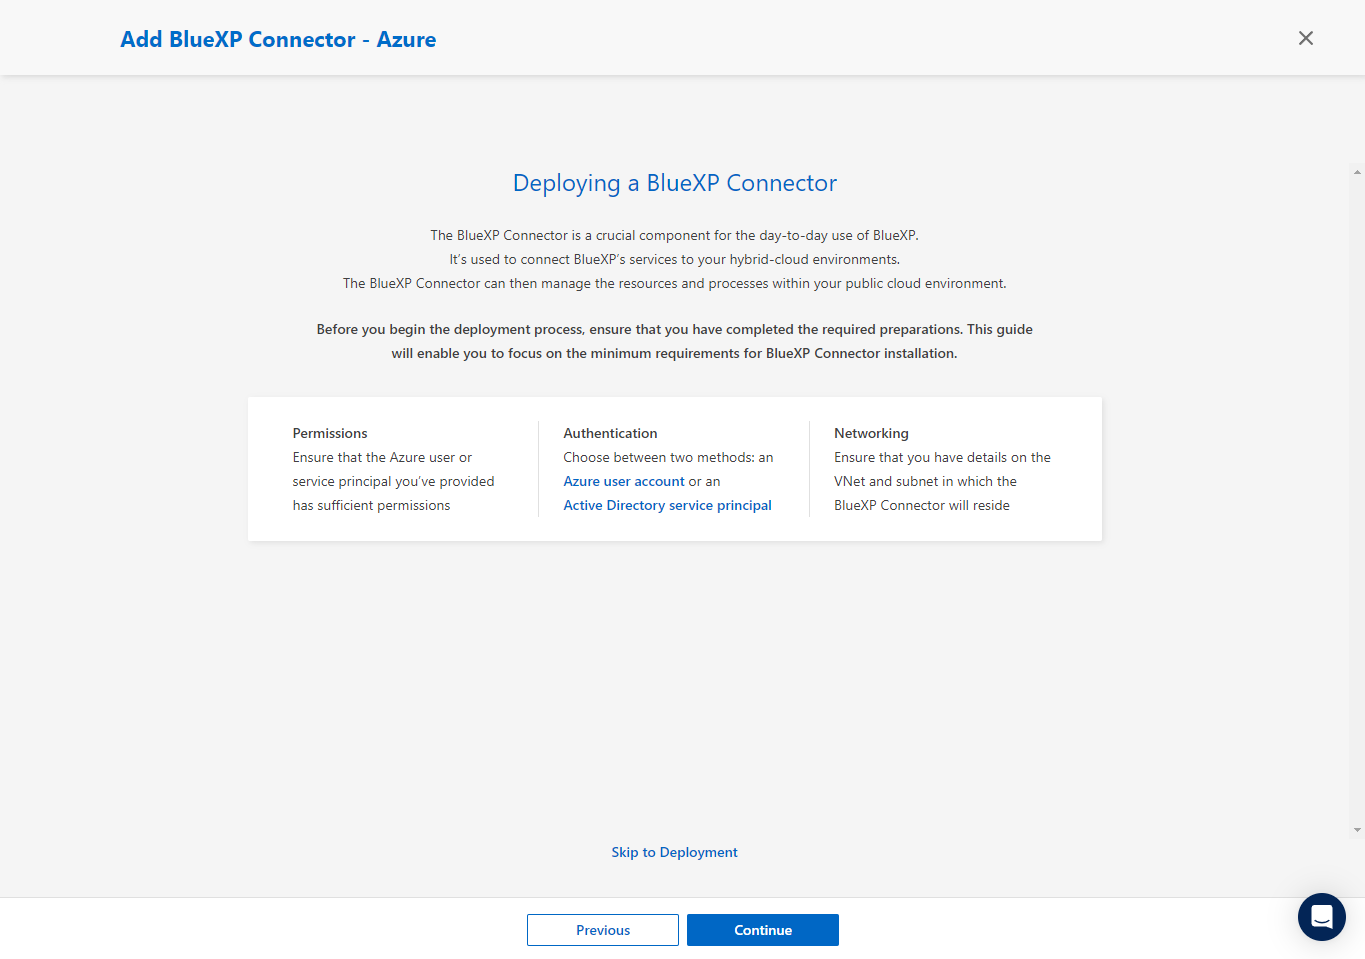 Add BlueXP Connector - Azure
Deploying a BlueXP Connector
The BlueXP Connector is a crucial component for the day-to-day use of BlueXP.
It's used to connect BlueXP's services to your hybrid-cloud environments.
The BlueXP Connector can then manage the resources and processes within your public cloud environment.
Before you begin the deployment process, ensure that you have completed the required preparations. This guide
will enable you to focus on the minimum requirements for BlueXP Connector installation.
Permissions
Ensure that the Azure user or
service principal you've provided
has sufficient permissions
Authentication
Choose between two methods: an
Azure user account or an
Active Directory service principal
Networking
Ensure that you have details on the
VNet and subnet in which the
BlueXP Connector will reside
Skip to Deployment
Previous
Continue